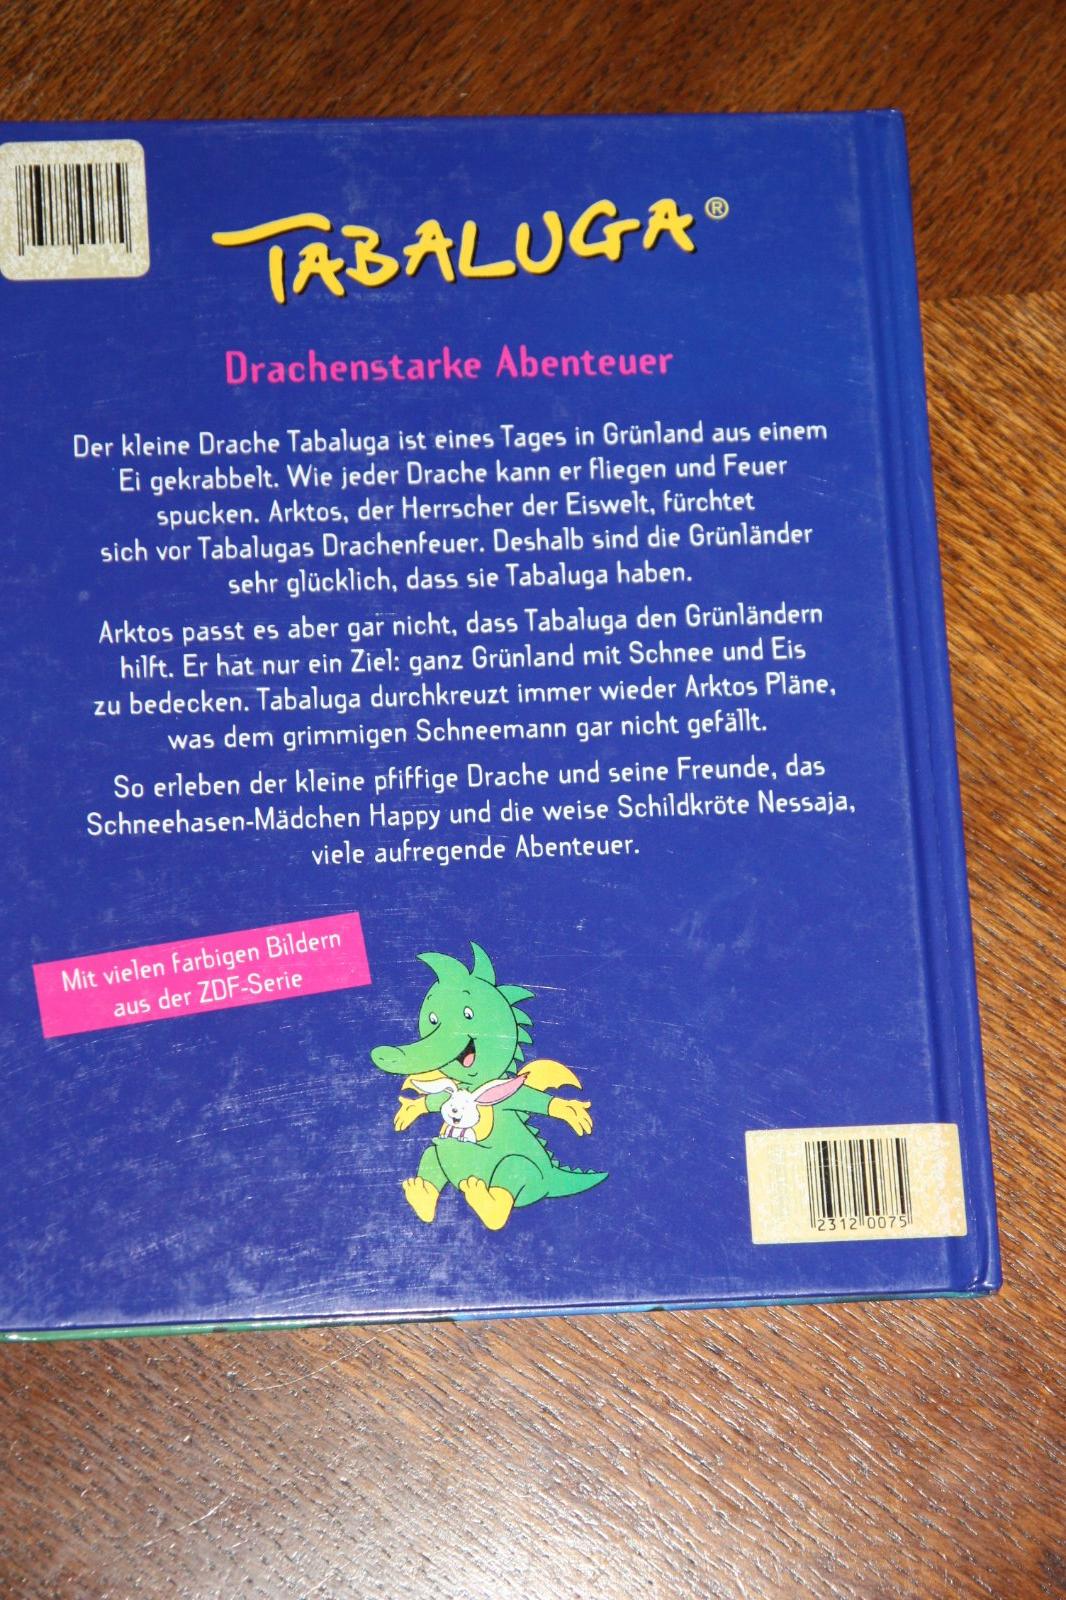 TABALUGA®
Drachenstarke Abenteuer
Der kleine Drache Tabaluga ist eines Tages in Grünland aus einem
Ei gekrabbelt. Wie jeder Drache kann er fliegen und Feuer
spucken. Arktos, der Herrscher der Eiswelt, fürchtet
sich vor Tabalugas Drachenfeuer. Deshalb sind die Grünländer
sehr glücklich, dass sie Tabaluga haben.
Arktos passt es aber gar nicht, dass Tabaluga den Grünländern
hilft. Er hat nur ein Ziel: ganz Grünland mit Schnee und Eis
zu bedecken. Tabaluga durchkreuzt immer wieder Arktos Pläne,
was dem grimmigen Schneemann gar nicht gefällt.
So erleben der kleine pfiffige Drache und seine Freunde, das
Schneehasen-Mädchen Happy und die weise Schildkröte Nessaja,
viele aufregende Abenteuer.
Mit vielen farbigen Bildern
aus der ZDF-Serie
2312 0075